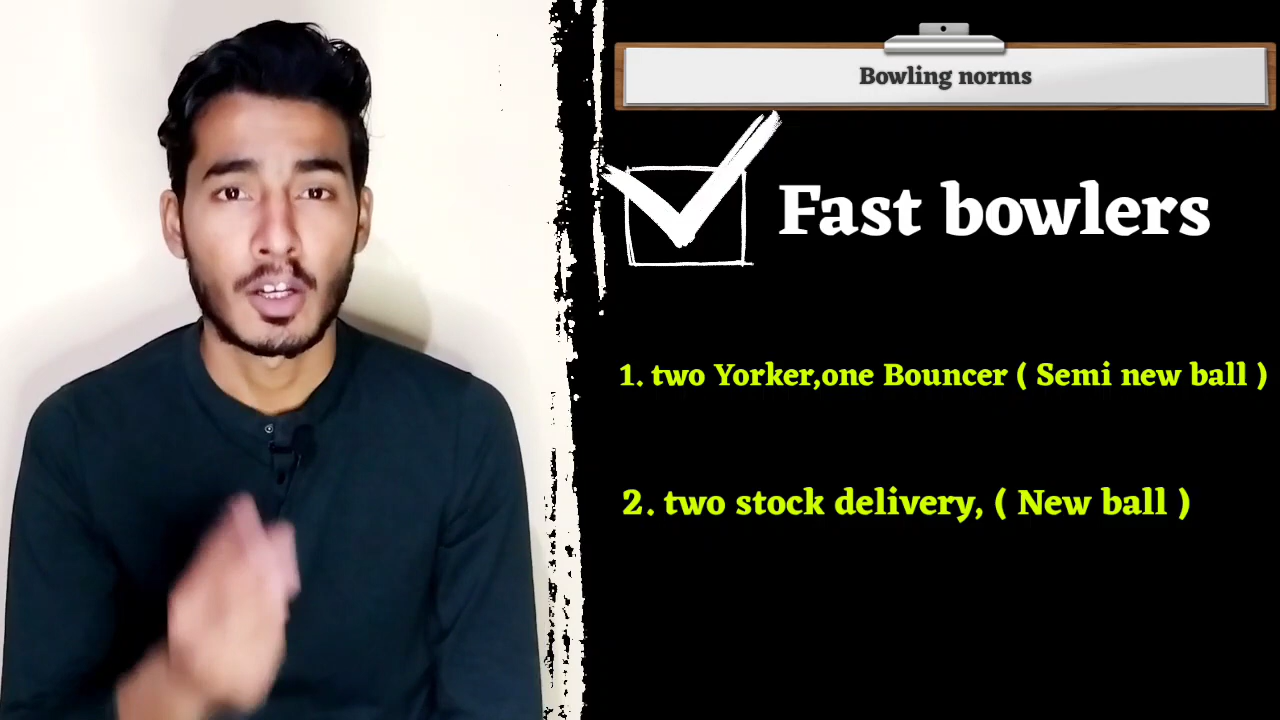 Bowling norms
Fast bowlers
1. two Yorker,one Bouncer ( Semi new ball )
2. two stock delivery, ( New ball )